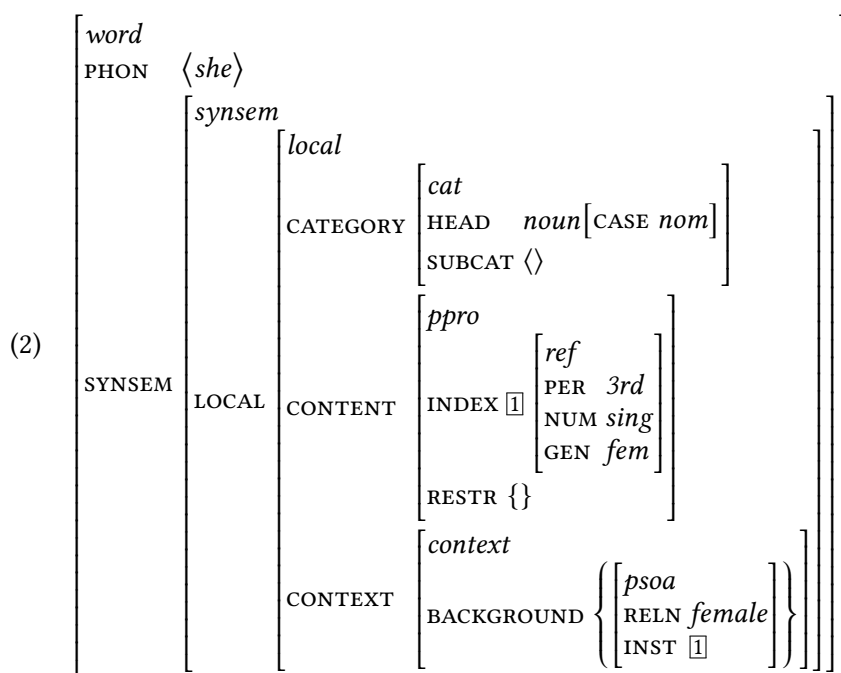 word
PHON ⟨she⟩
synsem
local
cat
CATEGORY HEAD noun[CASE nom]
SUBCAT ⟨⟩
ppro
ref
(2)
PER 3rd
SYNSEM LOCAL CONTENT INDEX 1
NUM sing
GEN fem
RESTR {}
context
psoa
CONTEXT BACKGROUND { RELN female }
INST 1